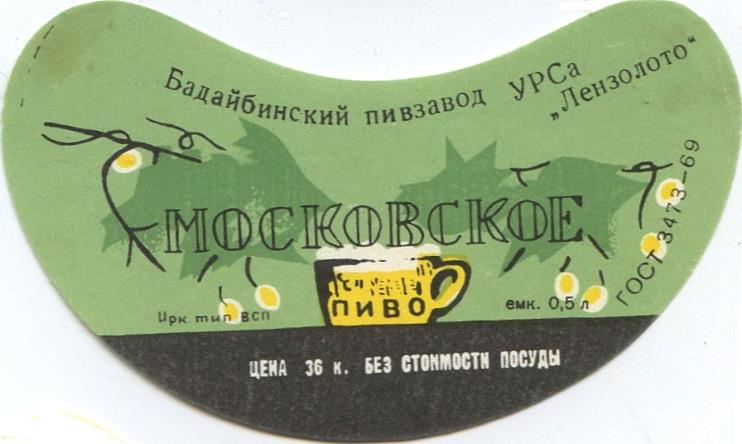 Бадайбинский пивзавод УРСа
„Лензолото“
МОСКОВСКОЕ
ПИВО
ГОСТ 3473—69
Ирк. тип ВСП
емк. 0,5 л
ЦЕНА 36 к. БЕЗ СТОИМОСТИ ПОСУДЫ